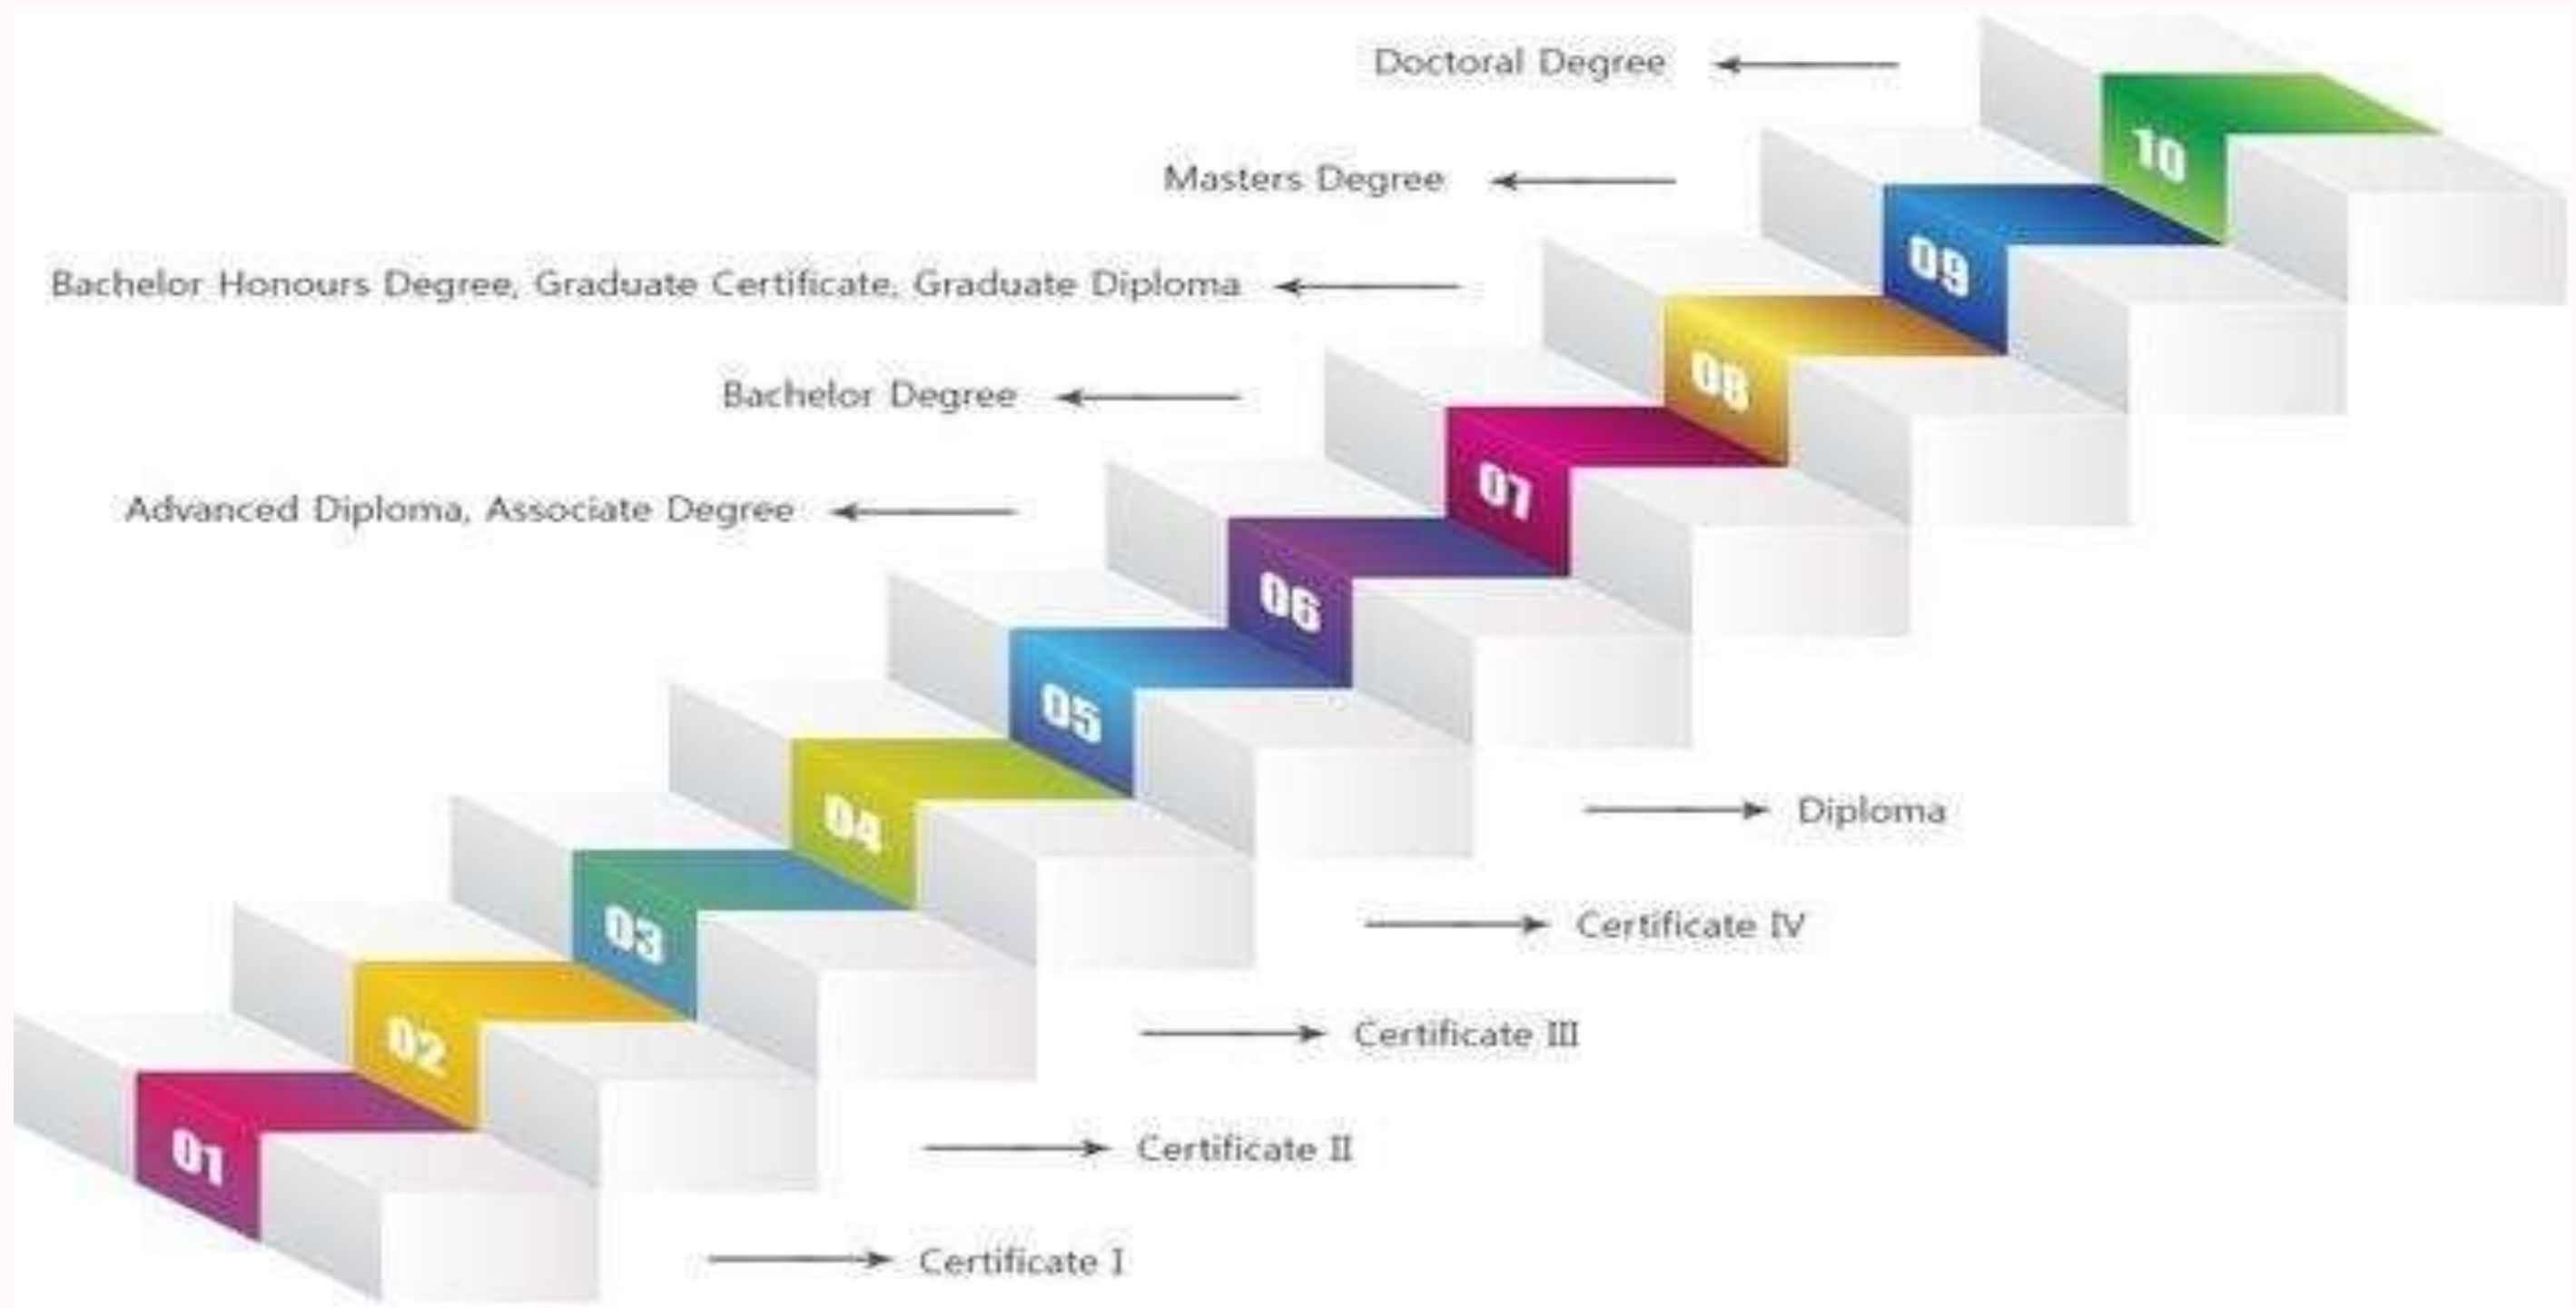 Doctoral Degree
10
Masters Degree
09
Bachelor Honours Degree, Graduate Certificate, Graduate Diploma
08
Bachelor Degree
07
Advanced Diploma, Associate Degree
06
05
Diploma
04
Certificate IV
03
Certificate III
02
Certificate II
01
Certificate I